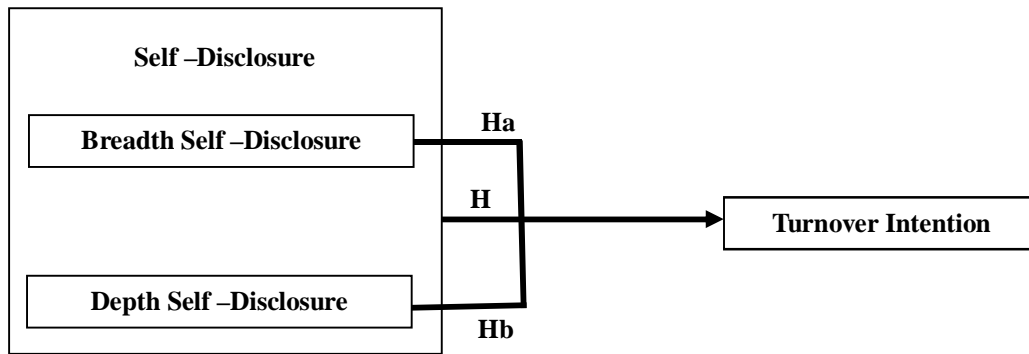 Self –Disclosure
Breadth Self –Disclosure
Ha
H
Turnover Intention
Depth Self –Disclosure
Hb